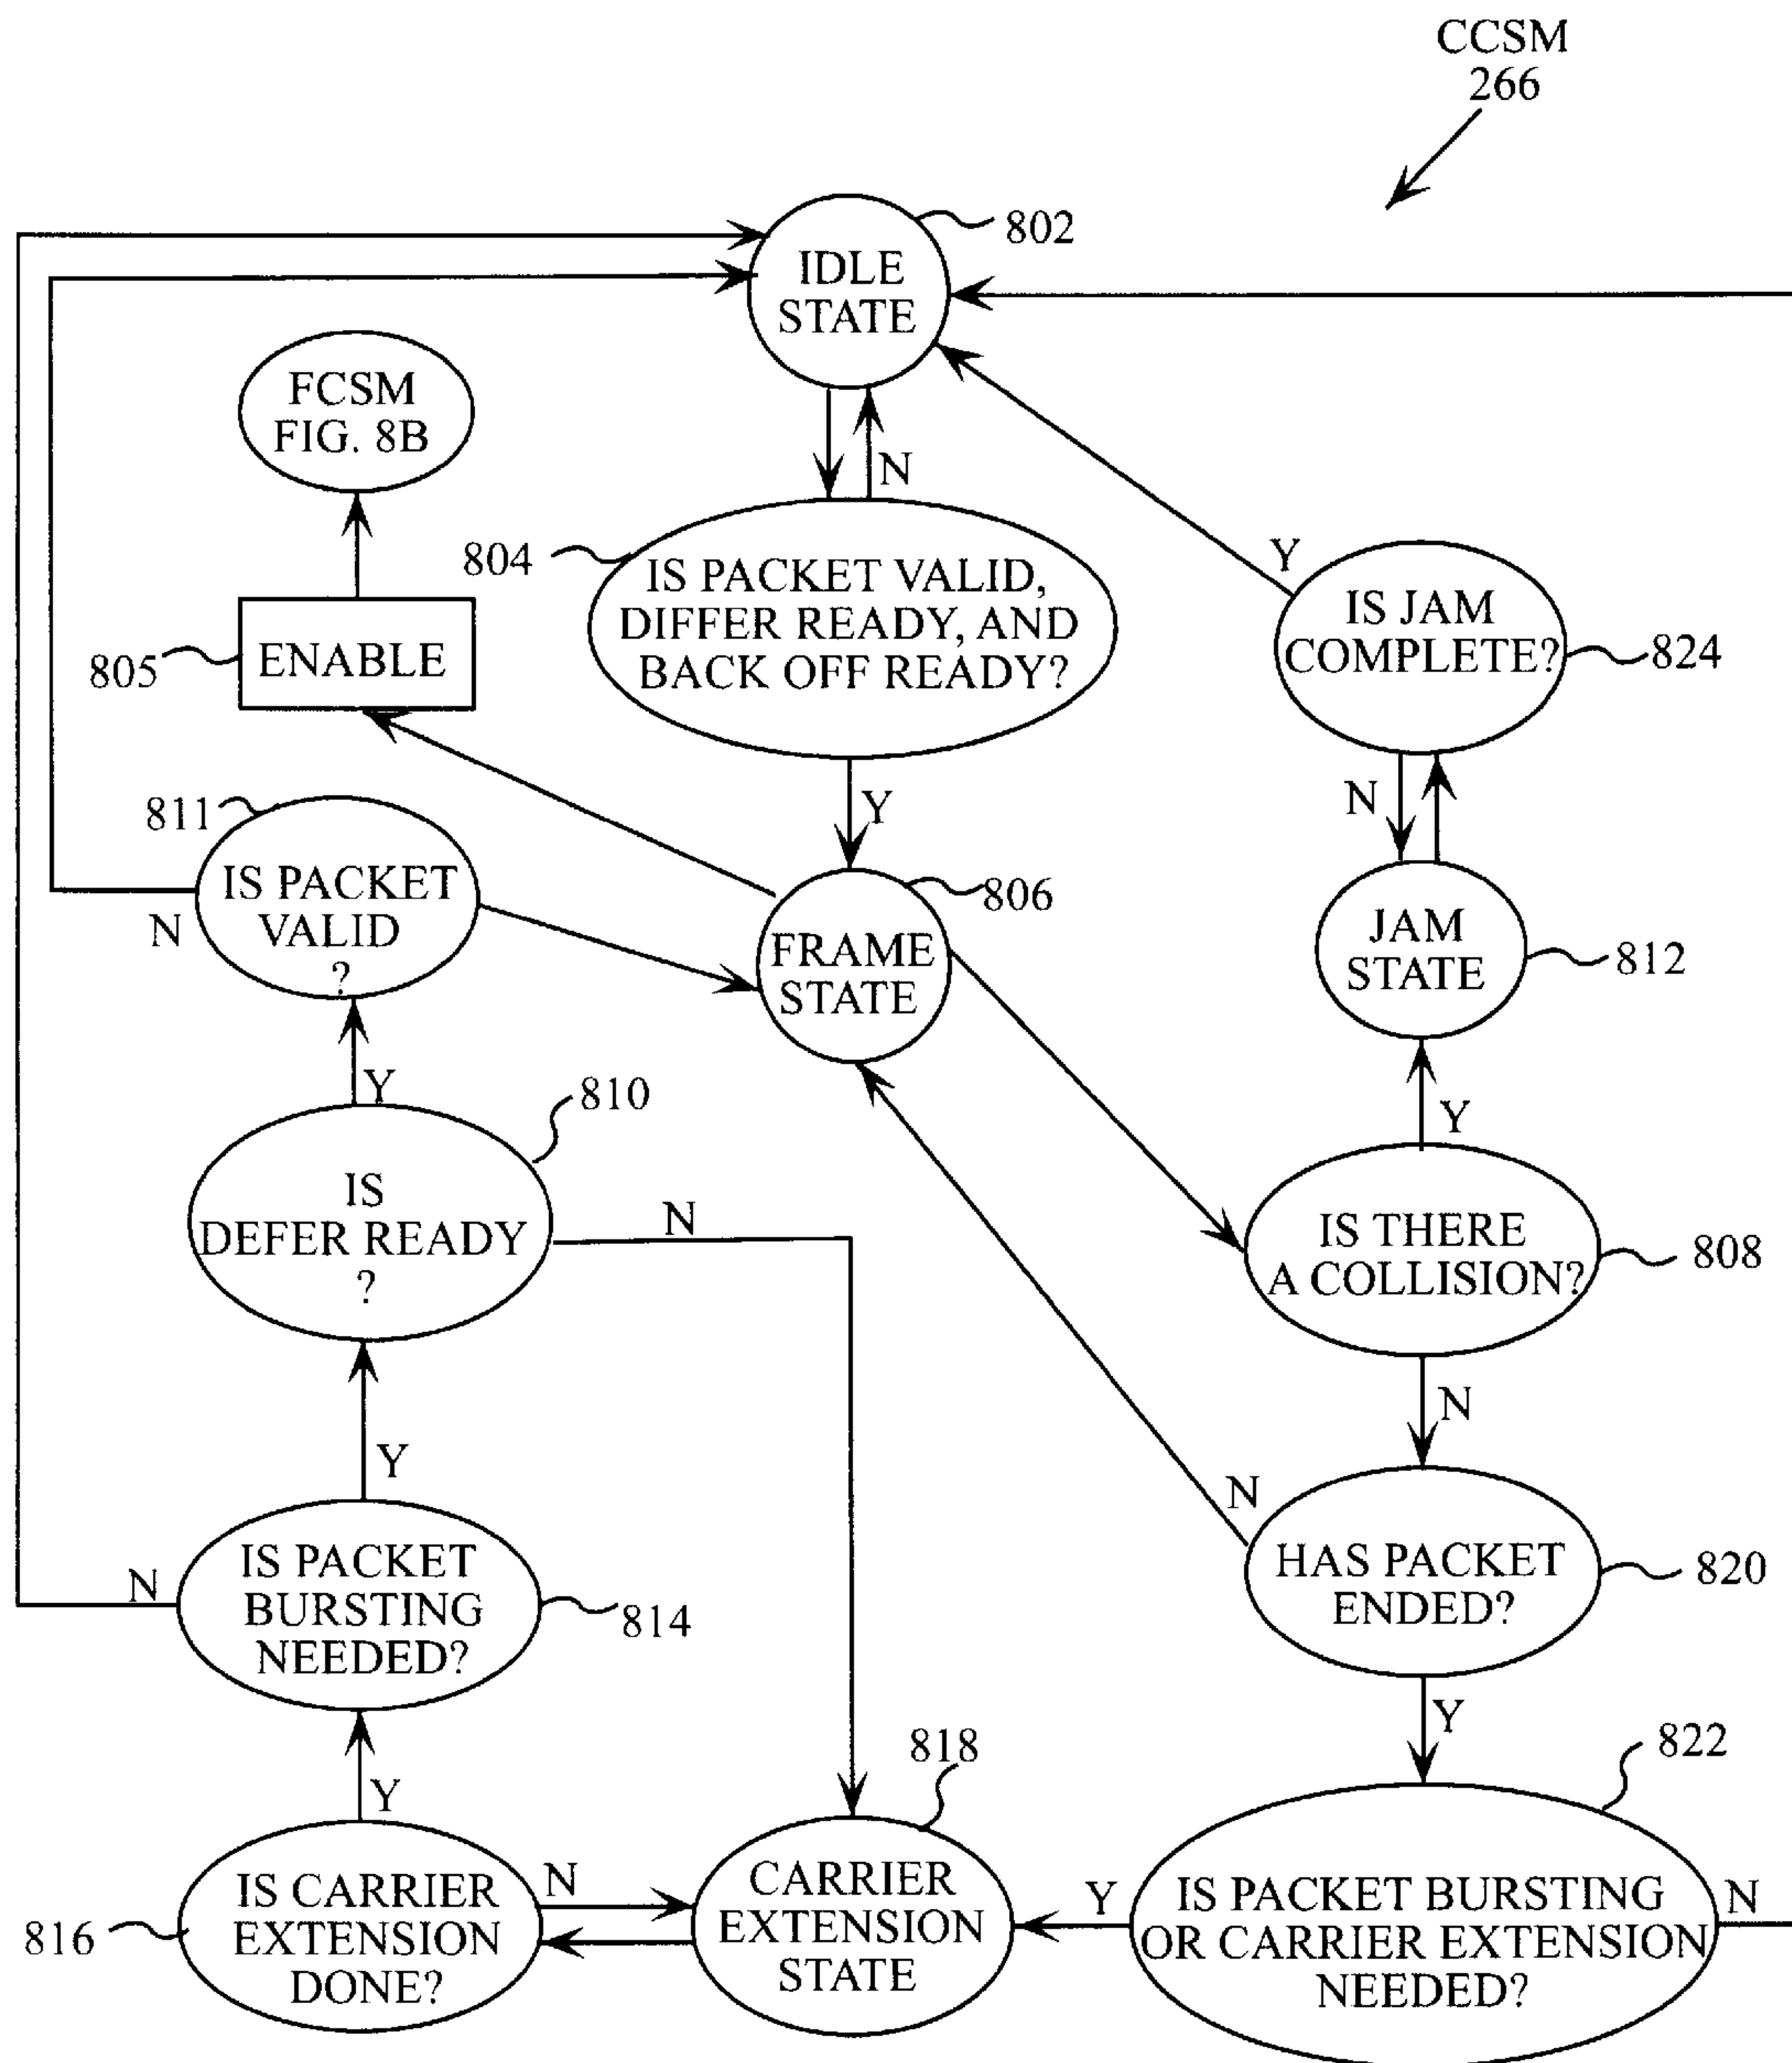 CCSM
266
802
IDLE
STATE
FCSM
FIG. 8B
N
804
IS PACKET VALID,
DIFFER READY, AND
BACK OFF READY?
Y
IS JAM
COMPLETE?
824
805
ENABLE
N
811
Y
IS PACKET
VALID
?
N
806
FRAME
STATE
JAM
STATE
812
Y
810
Y
IS
DEFER READY
?
N
IS THERE
A COLLISION?
808
N
Y
N
HAS PACKET
ENDED?
820
IS PACKET
BURSTING
NEEDED?
N
814
Y
822
818
Y
IS CARRIER
EXTENSION
DONE?
816
N
CARRIER
EXTENSION
STATE
Y
IS PACKET BURSTING
OR CARRIER EXTENSION
NEEDED?
N